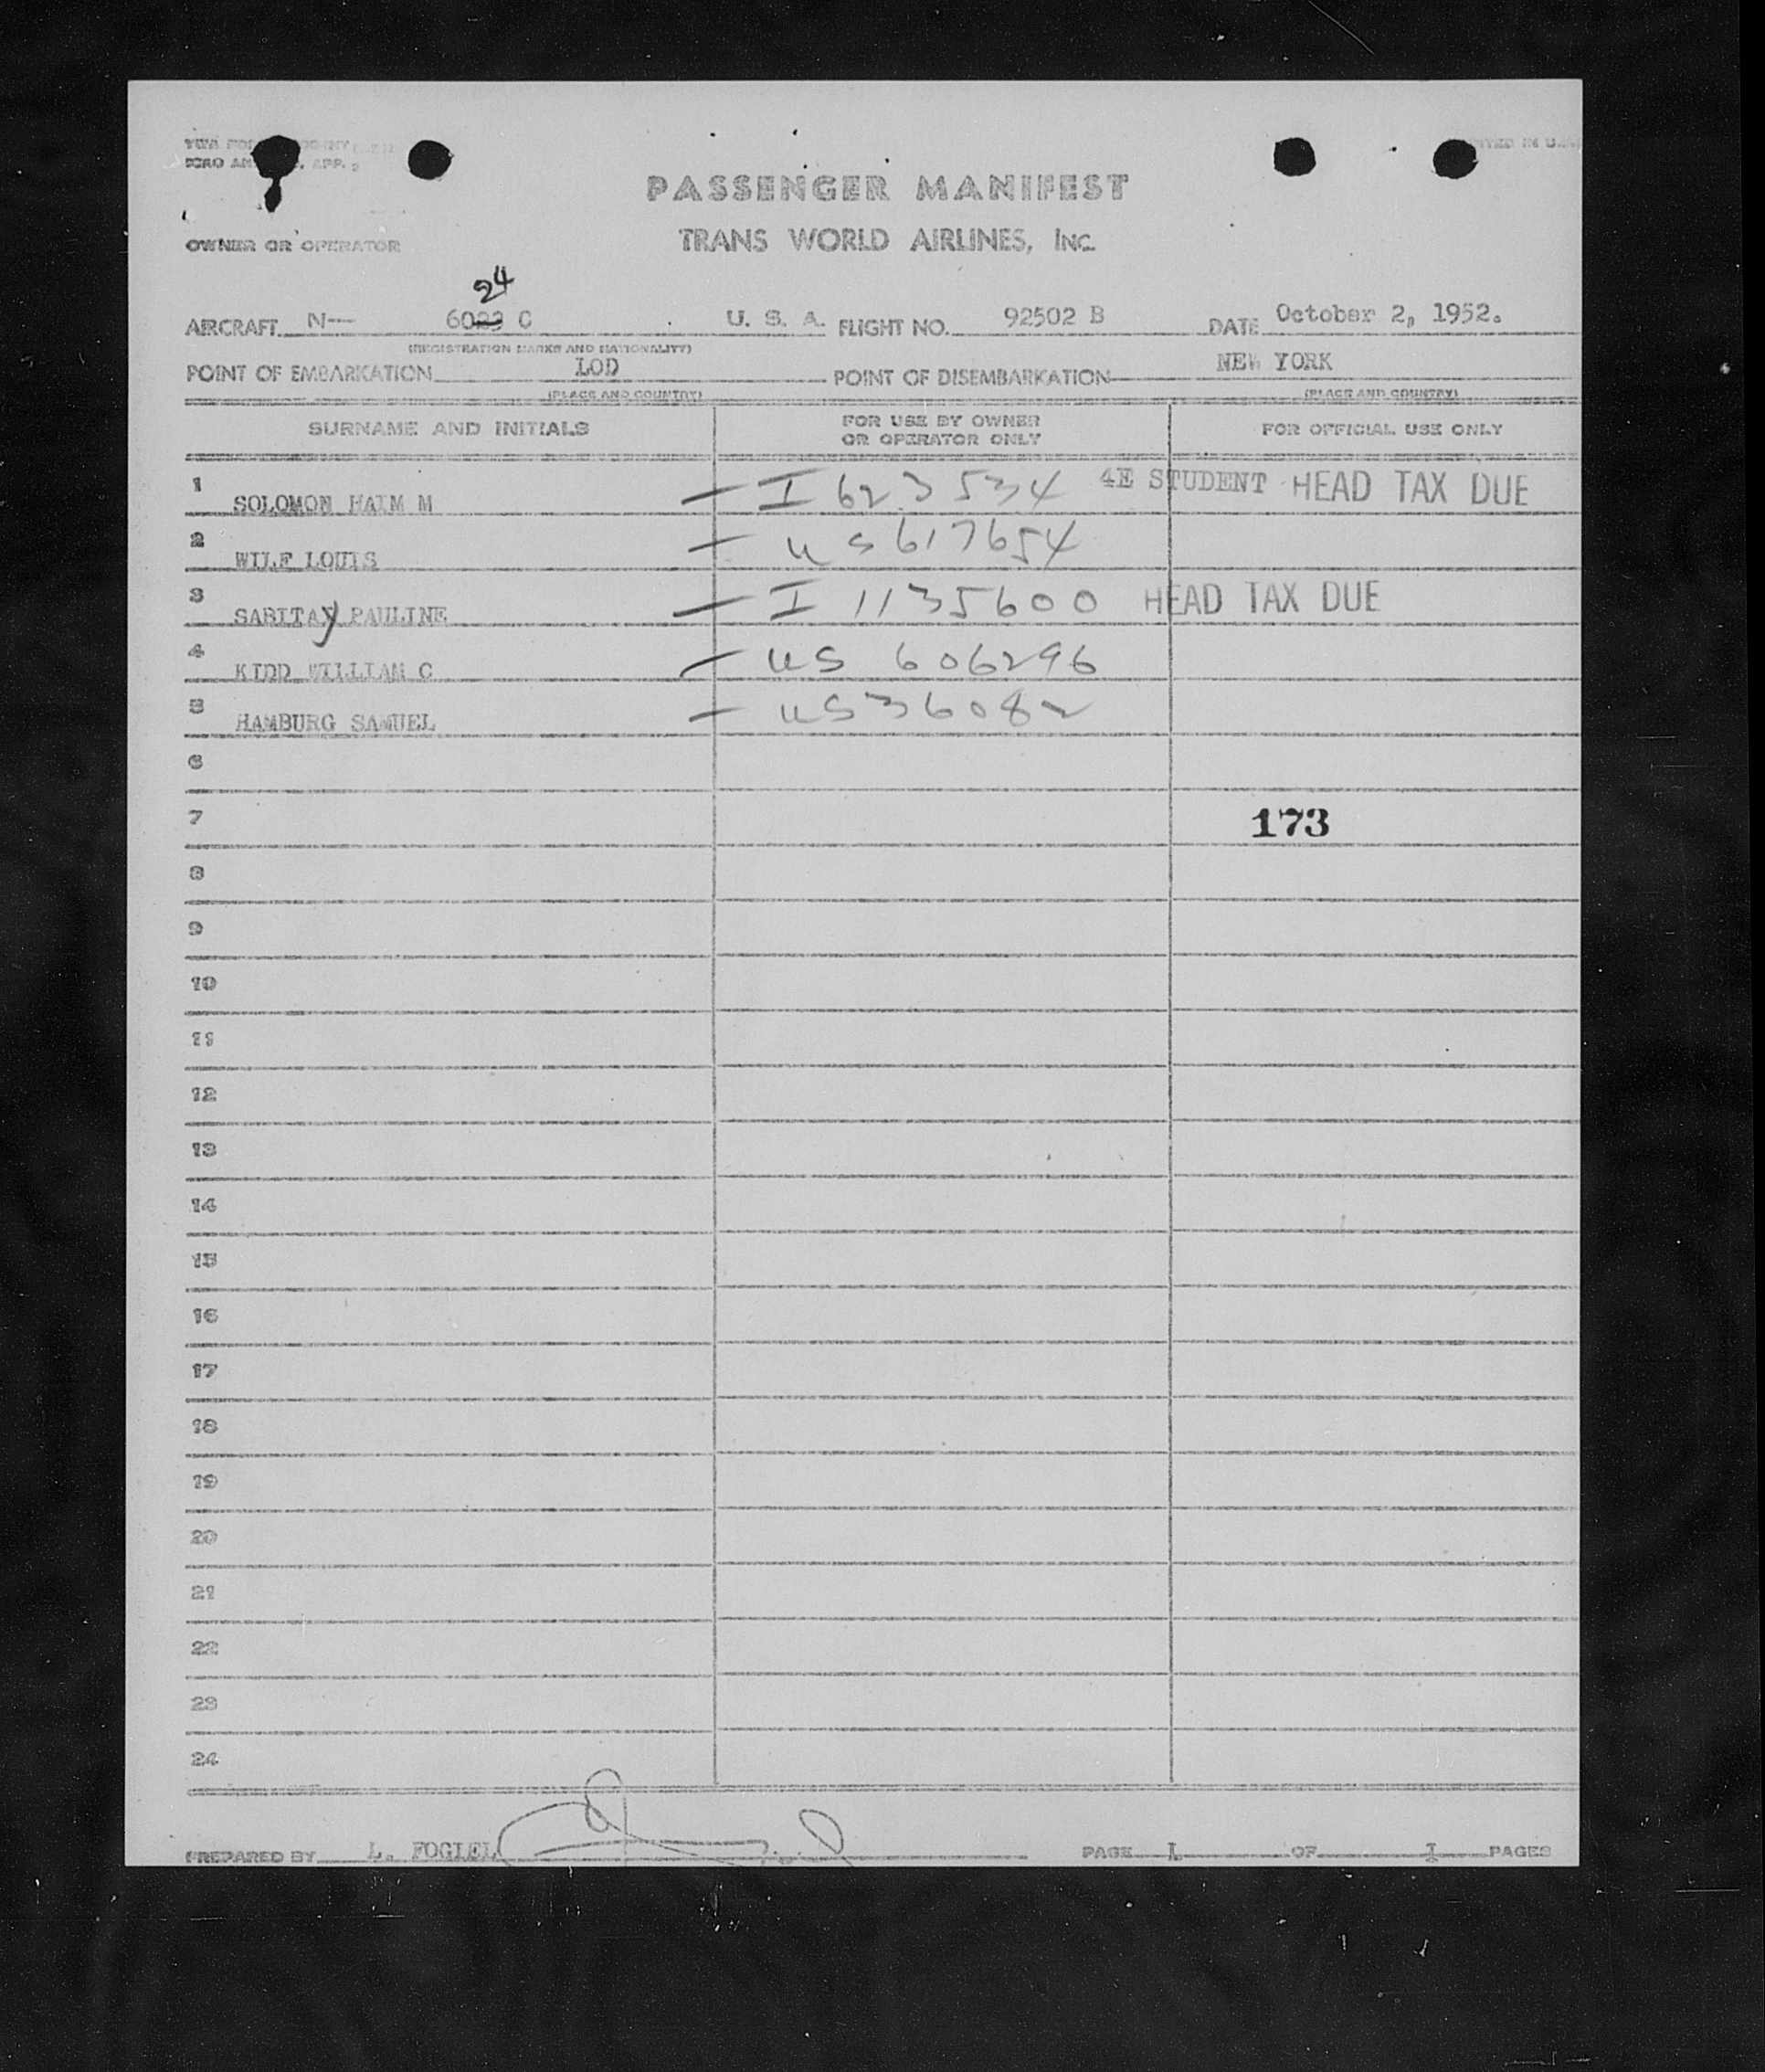 PRINTED IN U.S.A.
PASSENGER MANIFEST
OWNER OR OPERATOR TRANS WORLD AIRLINES, INC.
24
AIRCRAFT N-- 6023 C U. S. A. FLIGHT NO. 92502 B DATE October 2, 1952.
(REGISTRATION MARKS AND NATIONALITY)
POINT OF EMBARKATION LOD POINT OF DISEMBARKATION NEW YORK
(PLACE AND COUNTRY) (PLACE AND COUNTRY)
SURNAME AND INITIALS FOR USE BY OWNER OR OPERATOR ONLY FOR OFFICIAL USE ONLY
1 SOLOMON HAIM M — I 623534 4E STUDENT HEAD TAX DUE
2 WILF LOUIS — US 617654
3 SABITAY PAULINE — I 1135600 HEAD TAX DUE
4 KIDD WILLIAM C — US 606296
5 HAMBURG SAMUEL — US 36082
6
7 173
8
9
10
11
12
13
14
15
16
17
18
19
20
21
22
23
24
PREPARED BY L. FOGIEL PAGE 1 OF 1 PAGES